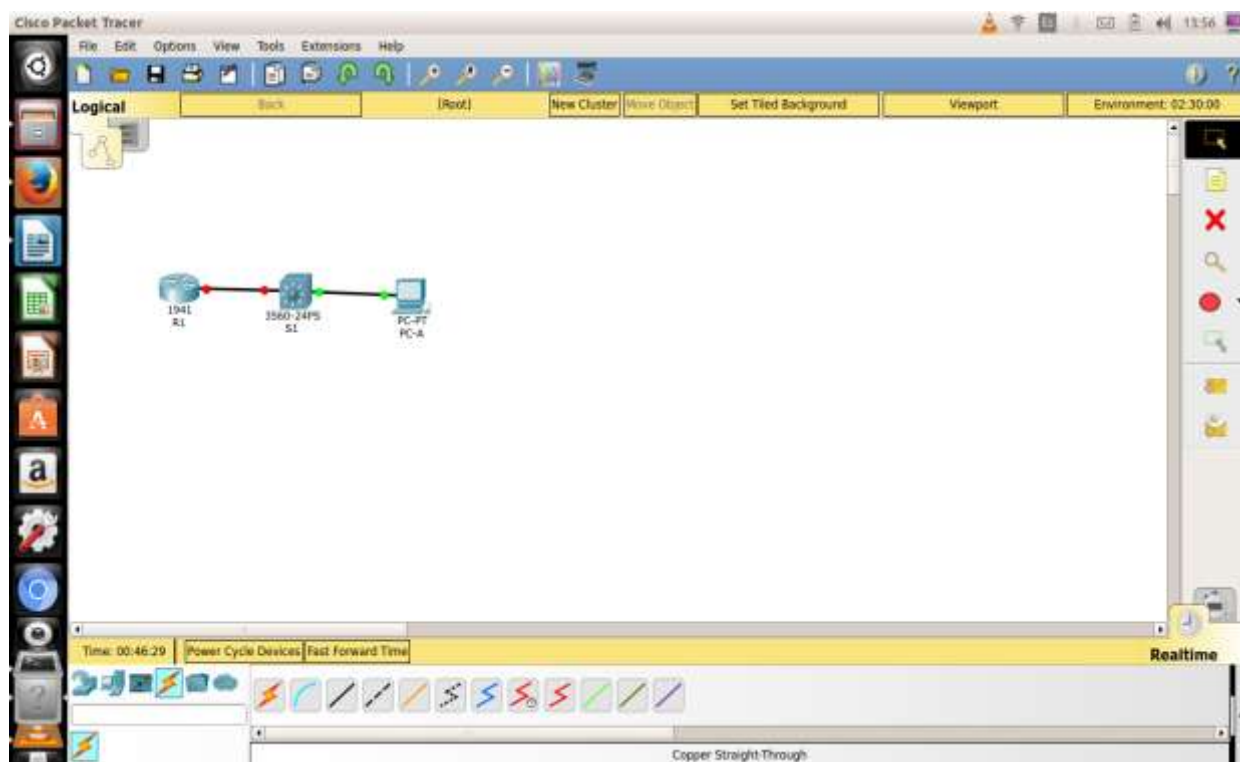 Cisco Packet Tracer
13:56
File Edit Options View Tools Extensions Help
Logical
Back
[Root]
New Cluster
Move Object
Set Tiled Background
Viewport
Environment: 02:30:00
1941
R1
3560-24PS
S1
PC-PT
PC-A
Time: 00:46:29
Power Cycle Devices
Fast Forward Time
Realtime
Copper Straight-Through